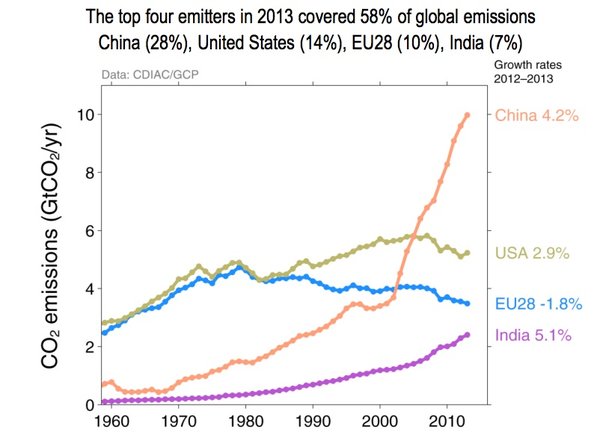 The top four emitters in 2013 covered 58% of global emissions
China (28%), United States (14%), EU28 (10%), India (7%)
Data: CDIAC/GCP
Growth rates
2012–2013
CO₂ emissions (GtCO₂/yr)
10
8
6
4
2
0
China 4.2%
USA 2.9%
EU28 -1.8%
India 5.1%
1960
1970
1980
1990
2000
2010